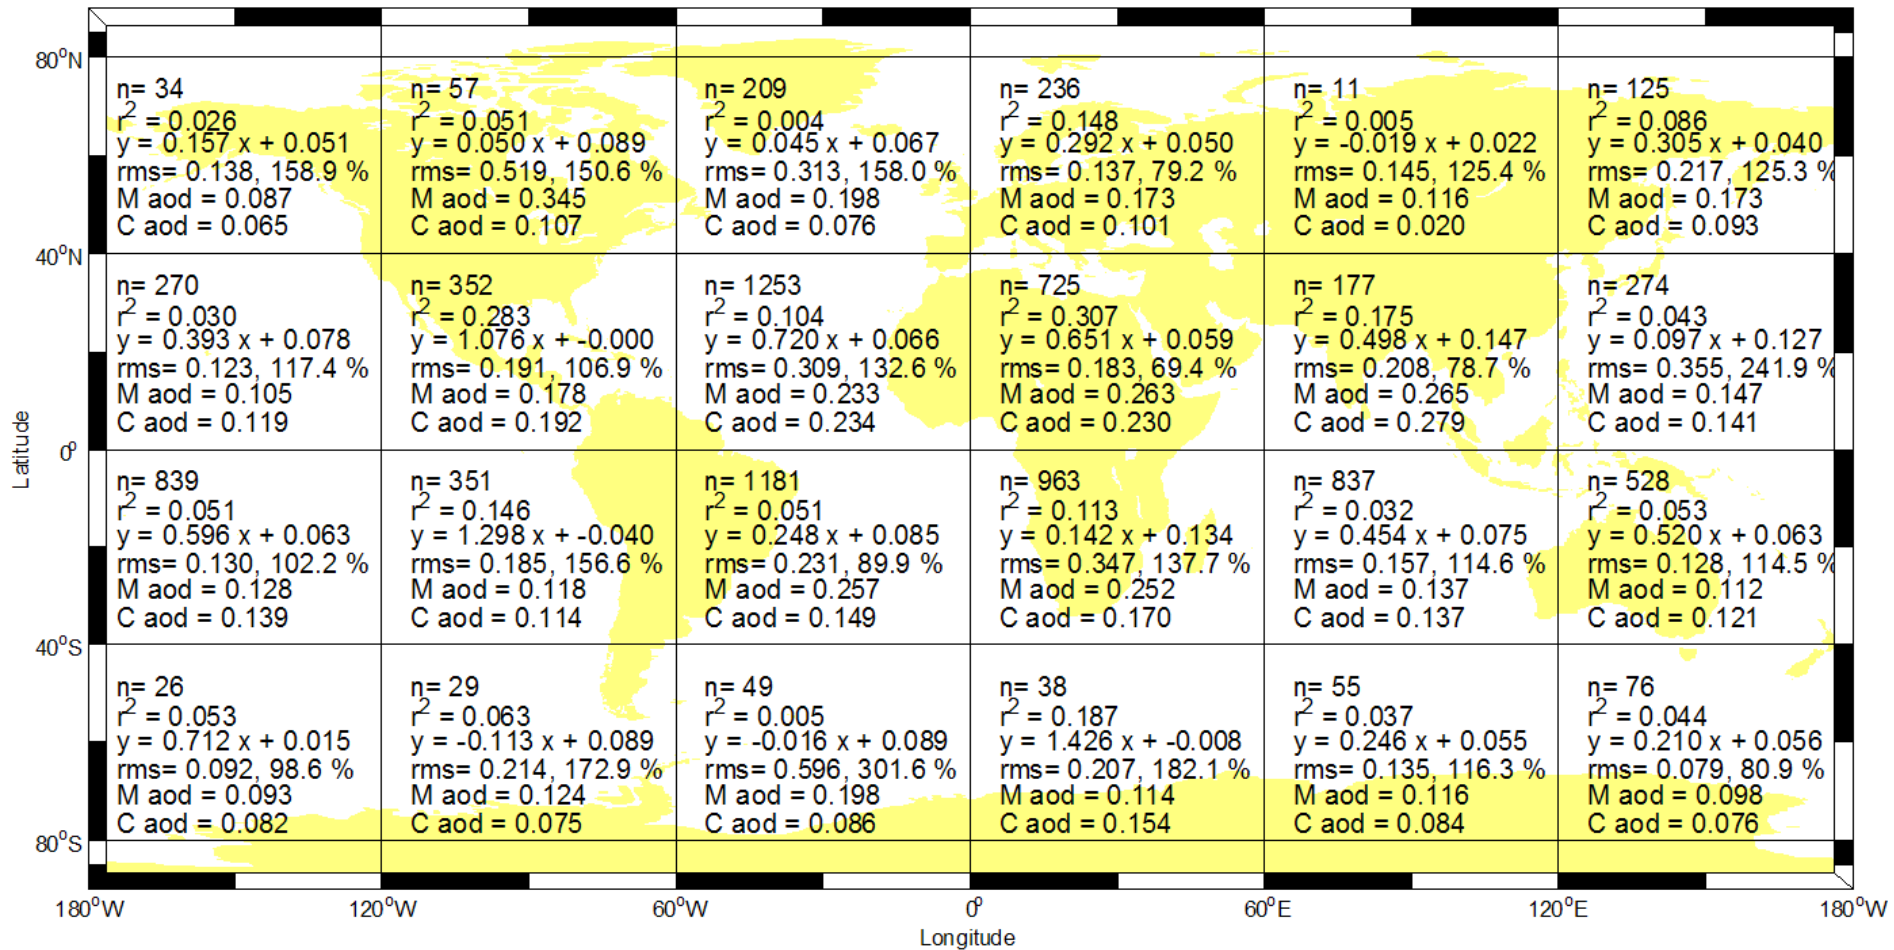 80°N
n= 34
r² = 0.026
y = 0.157 x + 0.051
rms= 0.138, 158.9 %
M aod = 0.087
C aod = 0.065
n= 57
r² = 0.051
y = 0.050 x + 0.089
rms= 0.519, 150.6 %
M aod = 0.345
C aod = 0.107
n= 209
r² = 0.004
y = 0.045 x + 0.067
rms= 0.313, 158.0 %
M aod = 0.198
C aod = 0.076
n= 236
r² = 0.148
y = 0.292 x + 0.050
rms= 0.137, 79.2 %
M aod = 0.173
C aod = 0.101
n= 11
r² = 0.005
y = -0.019 x + 0.022
rms= 0.145, 125.4 %
M aod = 0.116
C aod = 0.020
n= 125
r² = 0.086
y = 0.305 x + 0.040
rms= 0.217, 125.3 %
M aod = 0.173
C aod = 0.093
40°N
n= 270
r² = 0.030
y = 0.393 x + 0.078
rms= 0.123, 117.4 %
M aod = 0.105
C aod = 0.119
n= 352
r² = 0.283
y = 1.076 x + -0.000
rms= 0.191, 106.9 %
M aod = 0.178
C aod = 0.192
n= 1253
r² = 0.104
y = 0.720 x + 0.066
rms= 0.309, 132.6 %
M aod = 0.233
C aod = 0.234
n= 725
r² = 0.307
y = 0.651 x + 0.059
rms= 0.183, 69.4 %
M aod = 0.263
C aod = 0.230
n= 177
r² = 0.175
y = 0.498 x + 0.147
rms= 0.208, 78.7 %
M aod = 0.265
C aod = 0.279
n= 274
r² = 0.043
y = 0.097 x + 0.127
rms= 0.355, 241.9 %
M aod = 0.147
C aod = 0.141
Latitude
0°
n= 839
r² = 0.051
y = 0.596 x + 0.063
rms= 0.130, 102.2 %
M aod = 0.128
C aod = 0.139
n= 351
r² = 0.146
y = 1.298 x + -0.040
rms= 0.185, 156.6 %
M aod = 0.118
C aod = 0.114
n= 1181
r² = 0.051
y = 0.248 x + 0.085
rms= 0.231, 89.9 %
M aod = 0.257
C aod = 0.149
n= 963
r² = 0.113
y = 0.142 x + 0.134
rms= 0.347, 137.7 %
M aod = 0.252
C aod = 0.170
n= 837
r² = 0.032
y = 0.454 x + 0.075
rms= 0.157, 114.6 %
M aod = 0.137
C aod = 0.137
n= 528
r² = 0.053
y = 0.520 x + 0.063
rms= 0.128, 114.5 %
M aod = 0.112
C aod = 0.121
40°S
n= 26
r² = 0.053
y = 0.712 x + 0.015
rms= 0.092, 98.6 %
M aod = 0.093
C aod = 0.082
n= 29
r² = 0.063
y = -0.113 x + 0.089
rms= 0.214, 172.9 %
M aod = 0.124
C aod = 0.075
n= 49
r² = 0.005
y = -0.016 x + 0.089
rms= 0.596, 301.6 %
M aod = 0.198
C aod = 0.086
n= 38
r² = 0.187
y = 1.426 x + -0.008
rms= 0.207, 182.1 %
M aod = 0.114
C aod = 0.154
n= 55
r² = 0.037
y = 0.246 x + 0.055
rms= 0.135, 116.3 %
M aod = 0.116
C aod = 0.084
n= 76
r² = 0.044
y = 0.210 x + 0.056
rms= 0.079, 80.9 %
M aod = 0.098
C aod = 0.076
80°S
180°W 120°W 60°W 0° 60°E 120°E 180°W
Longitude